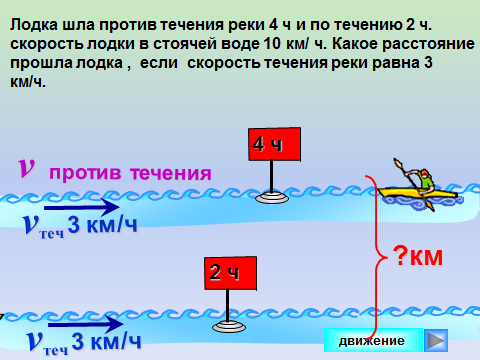 Лодка шла против течения реки 4 ч и по течению 2 ч.
скорость лодки в стоячей воде 10 км/ ч. Какое расстояние
прошла лодка , если скорость течения реки равна 3
км/ч.
4 ч
v против течения
vтеч 3 км/ч
?км
2 ч
vтеч 3 км/ч
движение